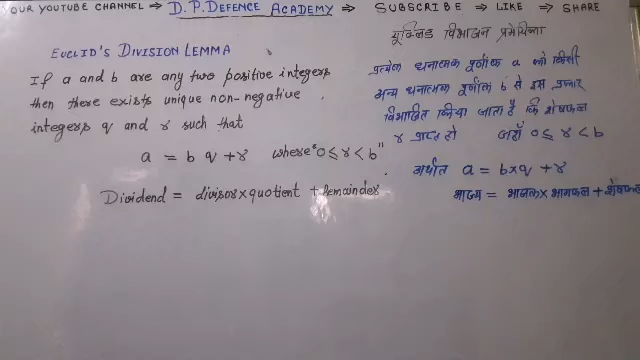 OUR YOUTUBE CHANNEL ⇒ D.P. DEFENCE ACADEMY ⇒ SUBSCRIBE ⇒ LIKE ⇒ SHARE
EUCLID'S DIVISION LEMMA
If a and b are any two positive integers
then there exists unique non-negative
integers q and r such that
a = b q + r where "0 ≤ r < b"
Dividend = divisor × quotient + Remainder
यूक्लिड विभाजन प्रमेयिका
प्रत्येक धनात्मक पूर्णांक a को किसी
अन्य धनात्मक पूर्णांक b से इस प्रकार
विभाजित किया जाता है कि शेषफल
r प्राप्त हो जहाँ 0 ≤ r < b
अर्थात a = b × q + r
भाज्य = भाजक × भागफल + शेषफल